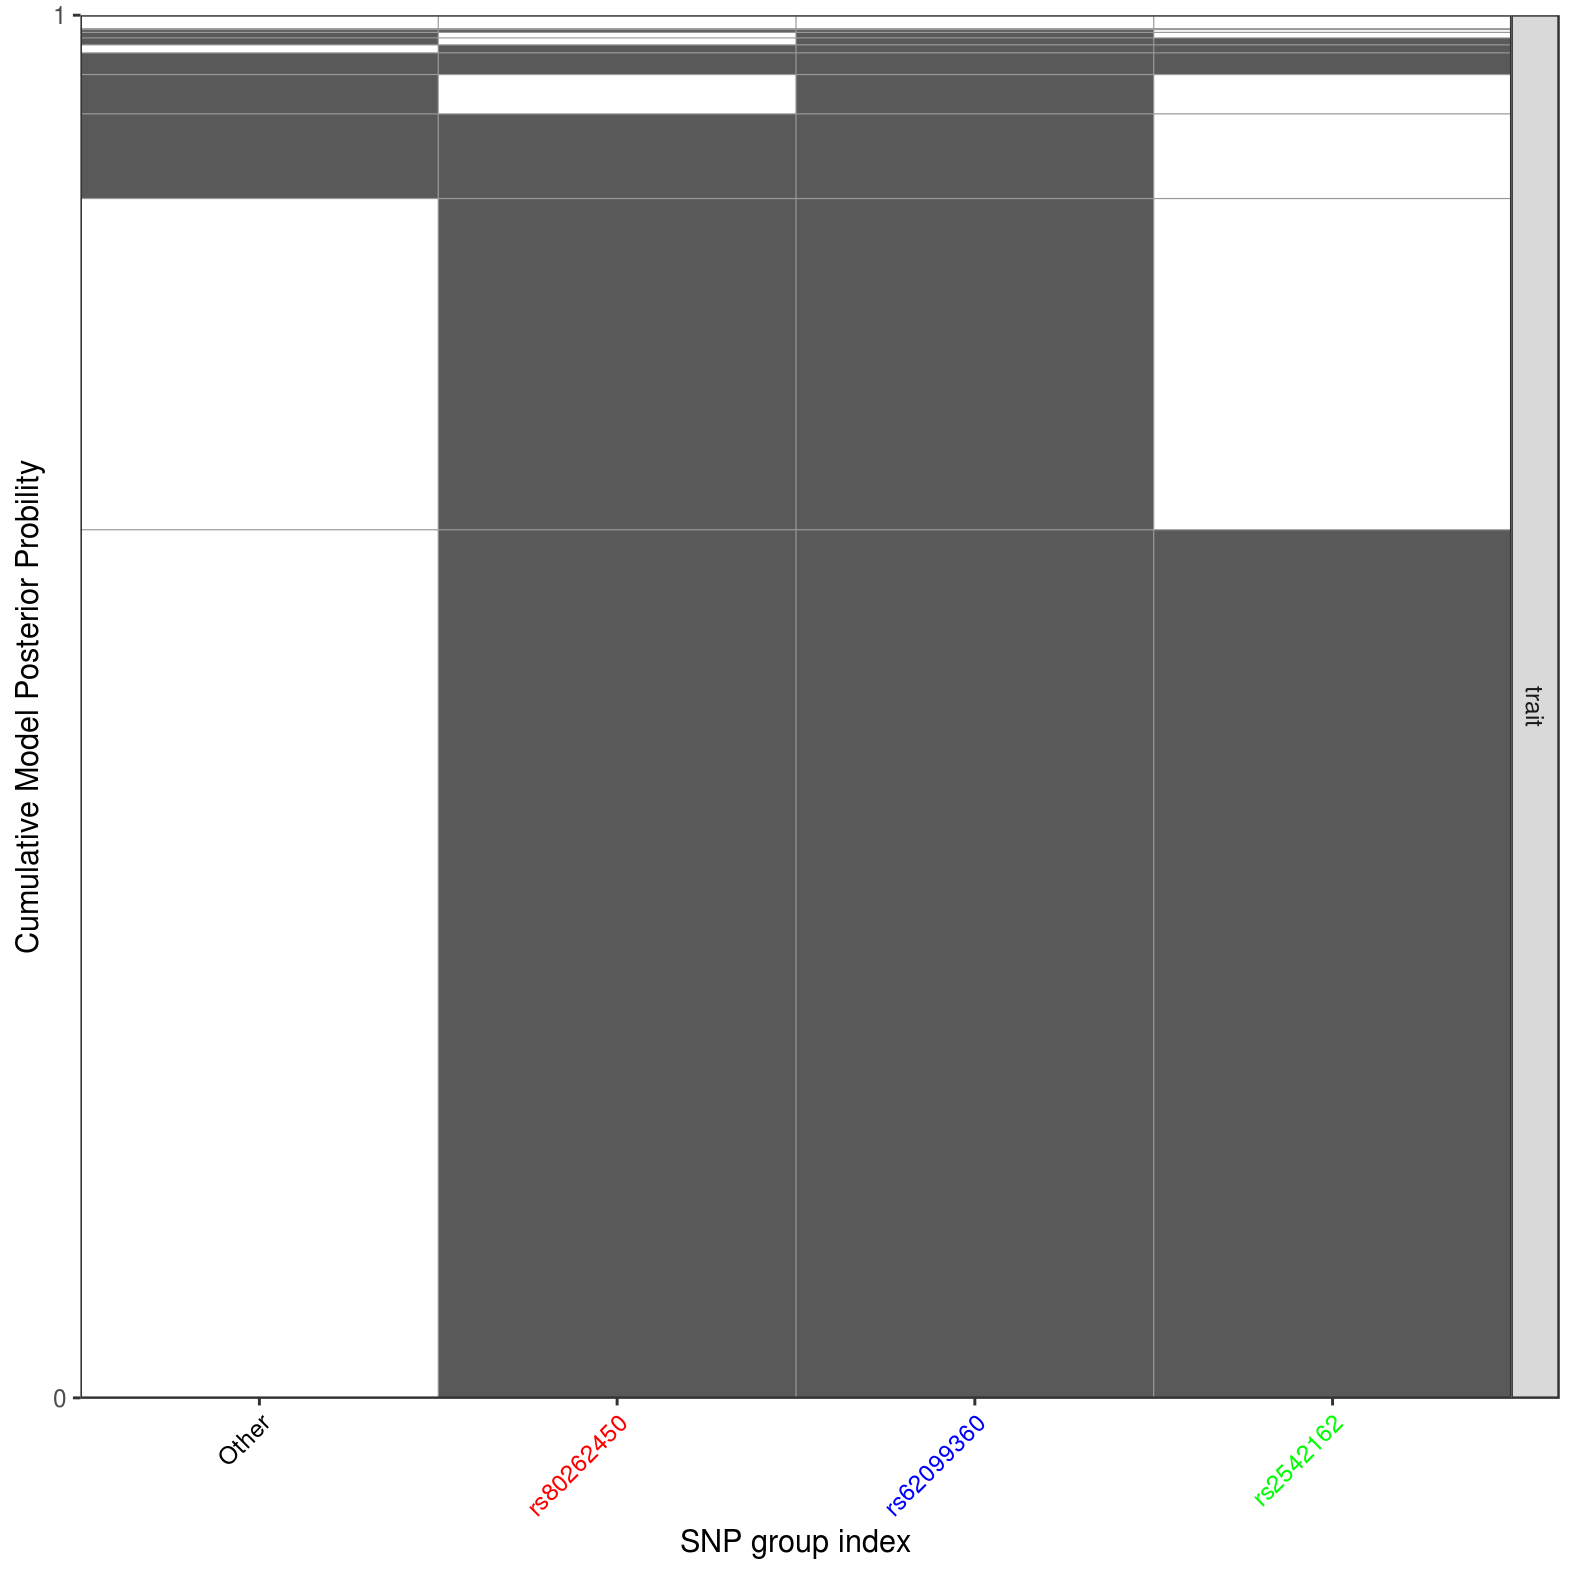 1
Cumulative Model Posterior Probility
trait
0
Other
rs80262450
rs62099360
rs2542162
SNP group index